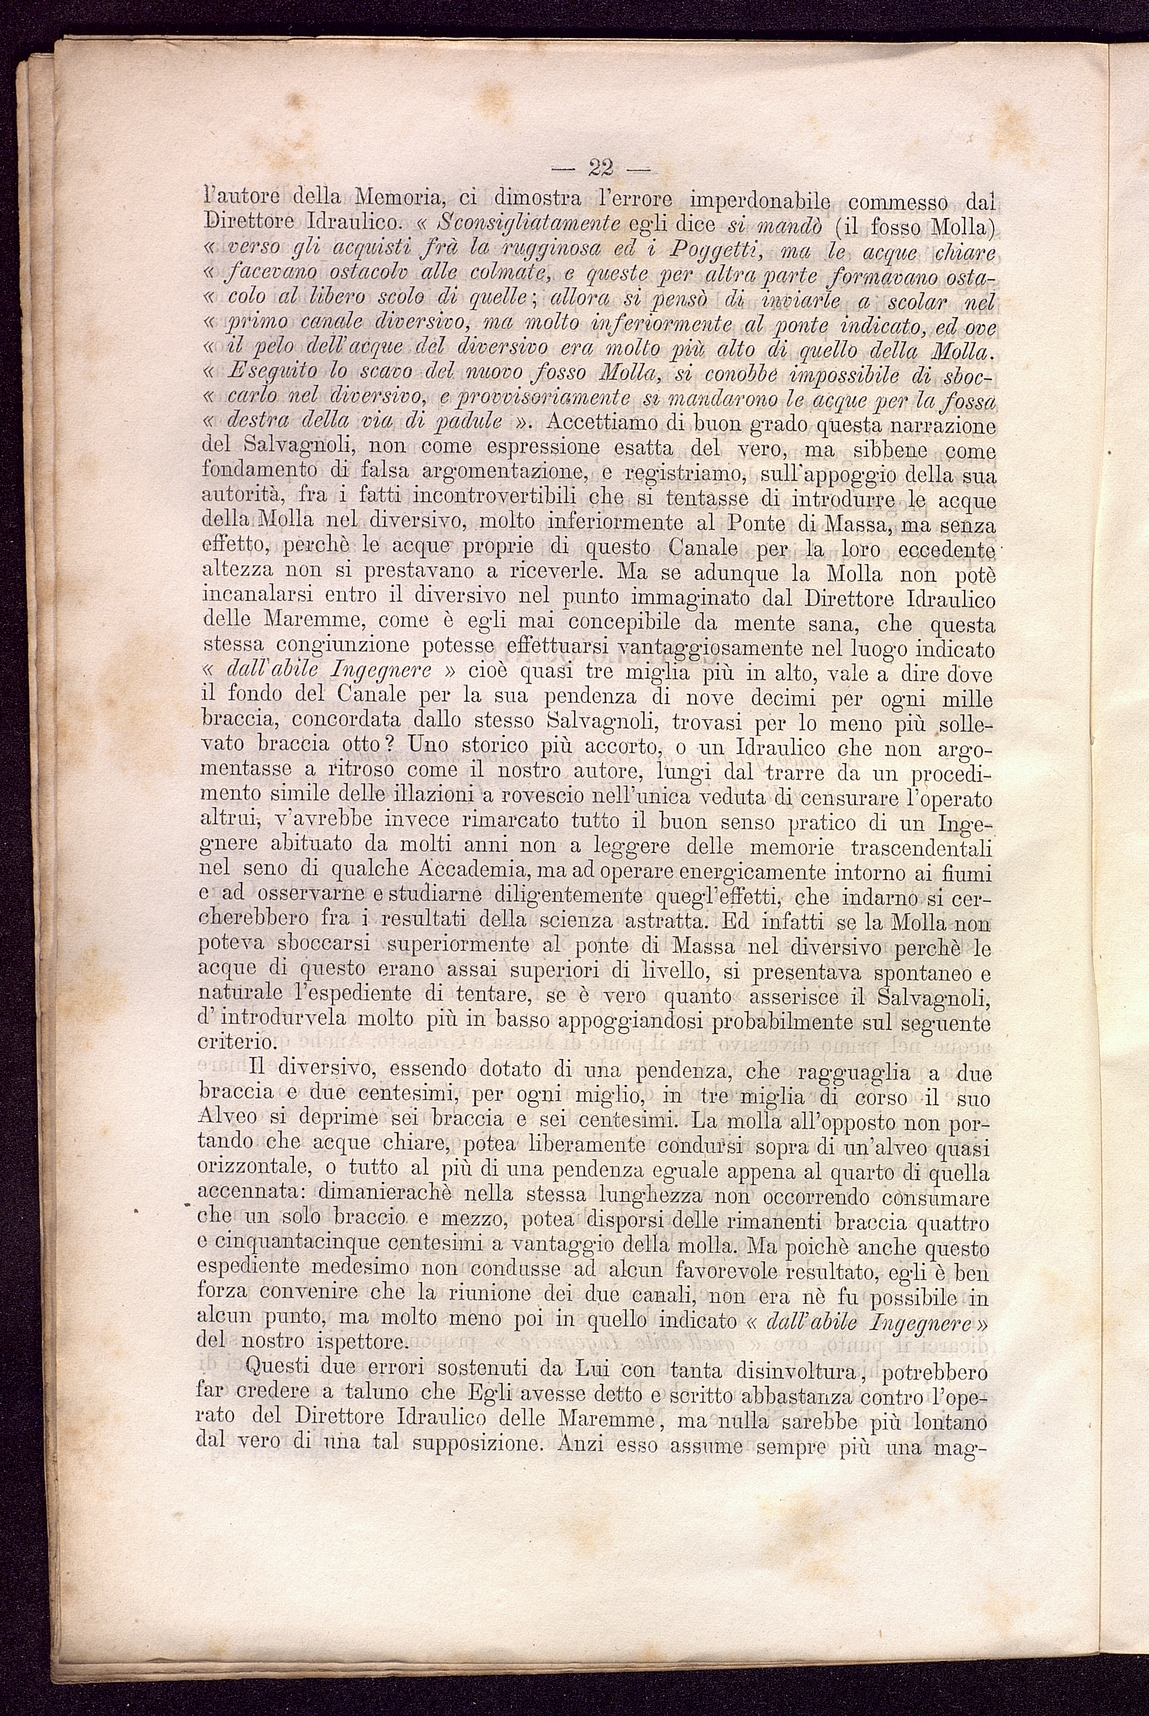 — 22 —
l'autore della Memoria, ci dimostra l'errore imperdonabile commesso dal
Direttore Idraulico. « Sconsigliatamente egli dice si mandò (il fosso Molla)
« verso gli acquisti frà la rugginosa ed i Poggetti, ma le acque chiare
« facevano ostacolo alle colmate, e queste per altra parte formavano osta-
« colo al libero scolo di quelle; allora si pensò di inviarle a scolar nel
« primo canale diversivo, ma molto inferiormente al ponte indicato, ed ove
« il pelo dell'acque del diversivo era molto più alto di quello della Molla.
« Eseguito lo scavo del nuovo fosso Molla, si conobbe impossibile di sboc-
« carlo nel diversivo, e provvisoriamente si mandarono le acque per la fossa
« destra della via di padule ». Accettiamo di buon grado questa narrazione
del Salvagnoli, non come espressione esatta del vero, ma sibbene come
fondamento di falsa argomentazione, e registriamo, sull'appoggio della sua
autorità, fra i fatti incontrovertibili che si tentasse di introdurre le acque
della Molla nel diversivo, molto inferiormente al Ponte di Massa, ma senza
effetto, perchè le acque proprie di questo Canale per la loro eccedente
altezza non si prestavano a riceverle. Ma se adunque la Molla non potè
incanalarsi entro il diversivo nel punto immaginato dal Direttore Idraulico
delle Maremme, come è egli mai concepibile da mente sana, che questa
stessa congiunzione potesse effettuarsi vantaggiosamente nel luogo indicato
« dall'abile Ingegnere » cioè quasi tre miglia più in alto, vale a dire dove
il fondo del Canale per la sua pendenza di nove decimi per ogni mille
braccia, concordata dallo stesso Salvagnoli, trovasi per lo meno più solle-
vato braccia otto? Uno storico più accorto, o un Idraulico che non argo-
mentasse a ritroso come il nostro autore, lungi dal trarre da un procedi-
mento simile delle illazioni a rovescio nell'unica veduta di censurare l'operato
altrui, v'avrebbe invece rimarcato tutto il buon senso pratico di un Inge-
gnere abituato da molti anni non a leggere delle memorie trascendentali
nel seno di qualche Accademia, ma ad operare energicamente intorno ai fiumi
e ad osservarne e studiarne diligentemente quegl'effetti, che indarno si cer-
cherebbero fra i resultati della scienza astratta. Ed infatti se la Molla non
poteva sboccarsi superiormente al ponte di Massa nel diversivo perchè le
acque di questo erano assai superiori di livello, si presentava spontaneo e
naturale l'espediente di tentare, se è vero quanto asserisce il Salvagnoli,
d' introdurvela molto più in basso appoggiandosi probabilmente sul seguente
criterio.
Il diversivo, essendo dotato di una pendenza, che ragguaglia a due
braccia e due centesimi, per ogni miglio, in tre miglia di corso il suo
Alveo si deprime sei braccia e sei centesimi. La molla all'opposto non por-
tando che acque chiare, potea liberamente condursi sopra di un'alveo quasi
orizzontale, o tutto al più di una pendenza eguale appena al quarto di quella
accennata: dimanierachè nella stessa lunghezza non occorrendo consumare
che un solo braccio e mezzo, potea disporsi delle rimanenti braccia quattro
e cinquantacinque centesimi a vantaggio della molla. Ma poichè anche questo
espediente medesimo non condusse ad alcun favorevole resultato, egli è ben
forza convenire che la riunione dei due canali, non era nè fu possibile in
alcun punto, ma molto meno poi in quello indicato « dall'abile Ingegnere »
del nostro ispettore.
Questi due errori sostenuti da Lui con tanta disinvoltura, potrebbero
far credere a taluno che Egli avesse detto e scritto abbastanza contro l'ope-
rato del Direttore Idraulico delle Maremme, ma nulla sarebbe più lontano
dal vero di una tal supposizione. Anzi esso assume sempre più una mag-